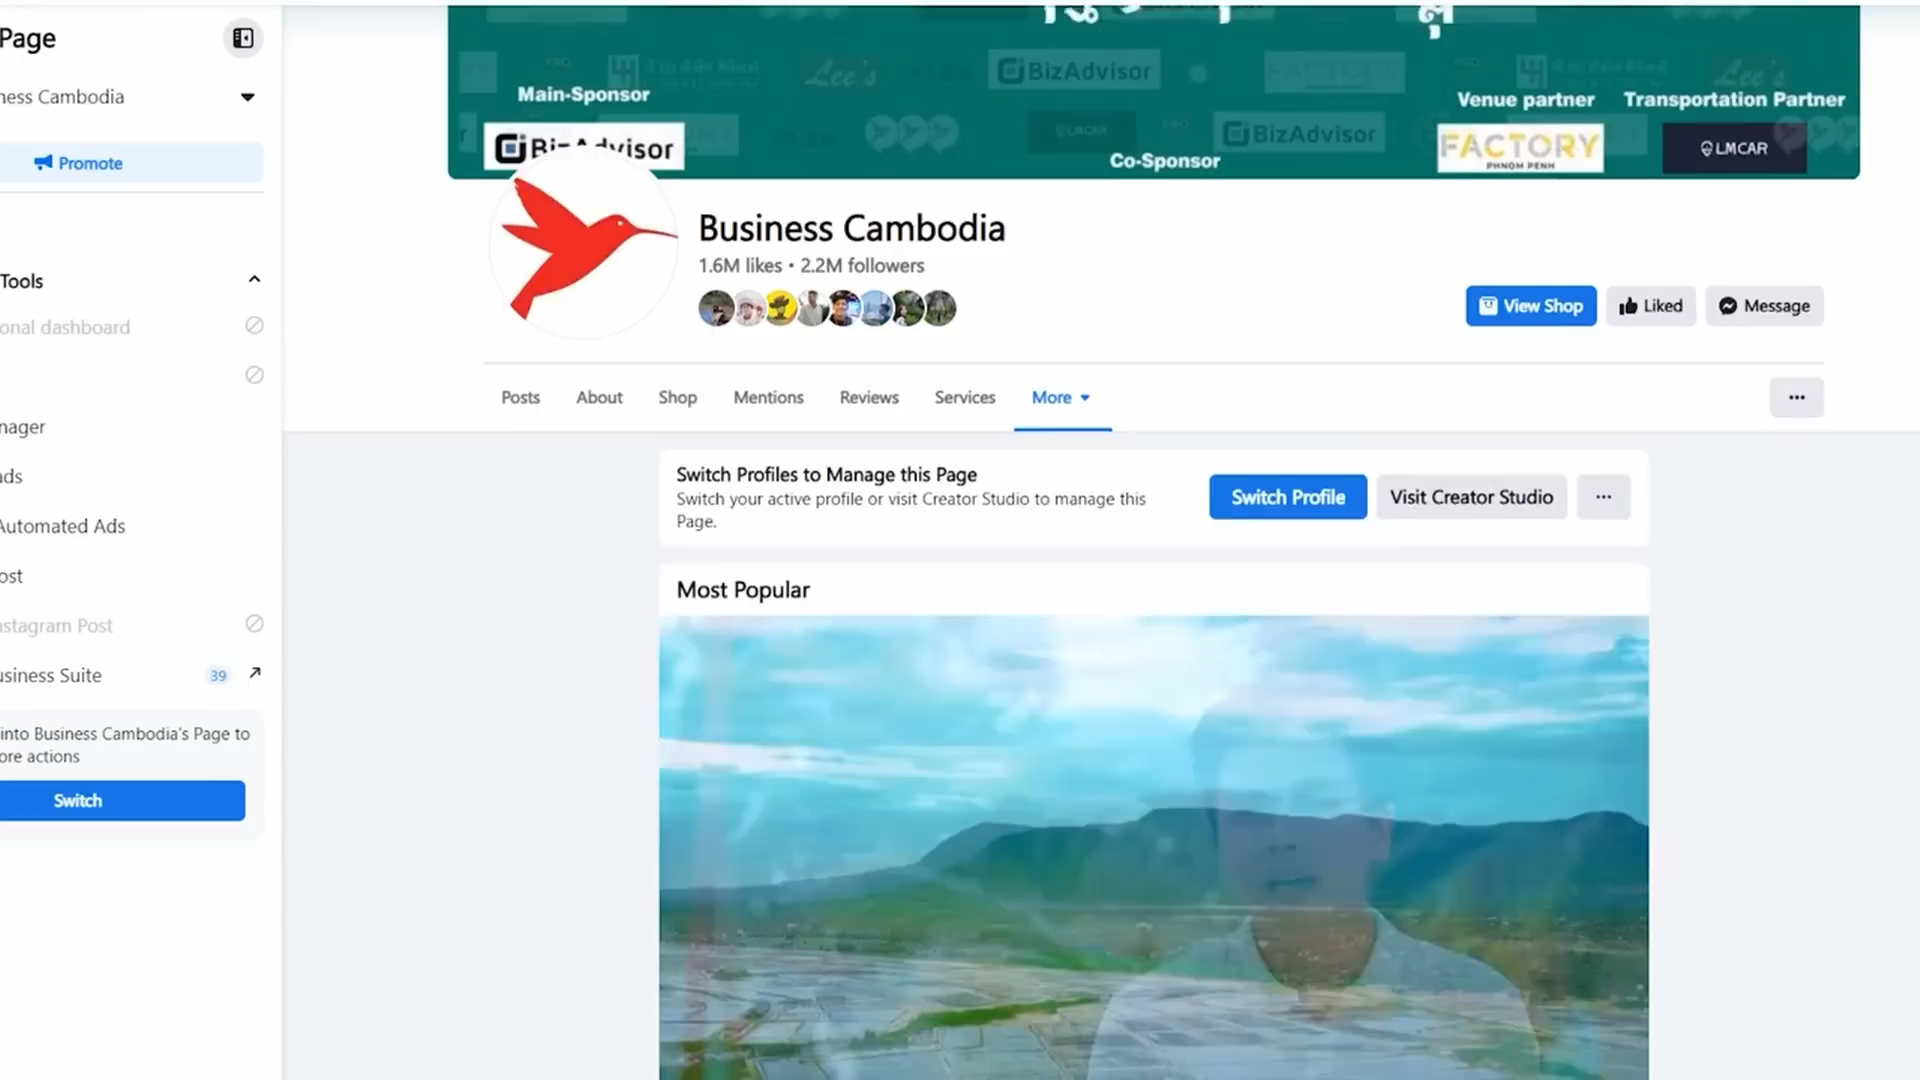 Page
ness Cambodia
Promote
Tools
onal dashboard
nager
ads
Automated Ads
ost
nstagram Post
usiness Suite
39
into Business Cambodia's Page to
ore actions
Switch
BizAdvisor
Lee's
Main-Sponsor
BizAdvisor
Co-Sponsor
BizAdvisor
Venue partner
FACTORY
PHNOM PENH
Transportation Partner
LMCAR
Business Cambodia
1.6M likes • 2.2M followers
View Shop
Liked
Message
Posts
About
Shop
Mentions
Reviews
Services
More
Switch Profiles to Manage this Page
Switch your active profile or visit Creator Studio to manage this
Page.
Switch Profile
Visit Creator Studio
Most Popular